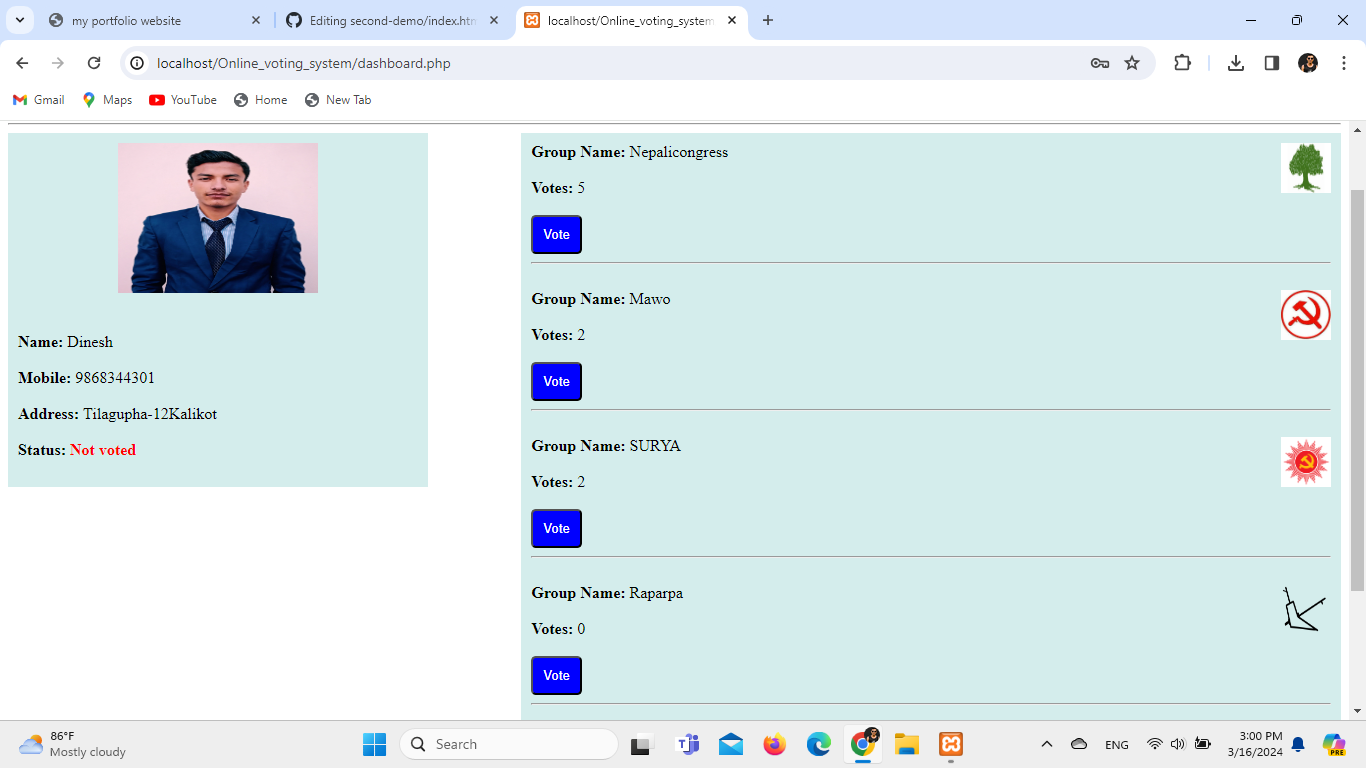 my portfolio website
Editing second-demo/index.htm
localhost/Online_voting_system
localhost/Online_voting_system/dashboard.php
Gmail
Maps
YouTube
Home
New Tab
Name: Dinesh
Mobile: 9868344301
Address: Tilagupha-12Kalikot
Status: Not voted
Group Name: Nepalicongress
Votes: 5
Vote
Group Name: Mawo
Votes: 2
Vote
Group Name: SURYA
Votes: 2
Vote
Group Name: Raparpa
Votes: 0
Vote
86°F
Mostly cloudy
Search
ENG
3:00 PM
3/16/2024
PRE